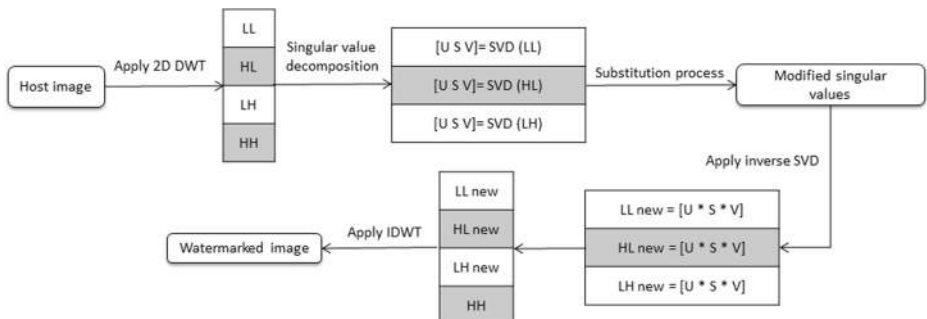 Host image
Apply 2D DWT
LL
HL
LH
HH
Singular value
decomposition
[U S V]= SVD (LL)
[U S V]= SVD (HL)
[U S V]= SVD (LH)
Substitution process
Modified singular
values
Apply inverse SVD
LL new = [U * S * V]
HL new = [U * S * V]
LH new = [U * S * V]
LL new
HL new
LH new
HH
Apply IDWT
Watermarked image